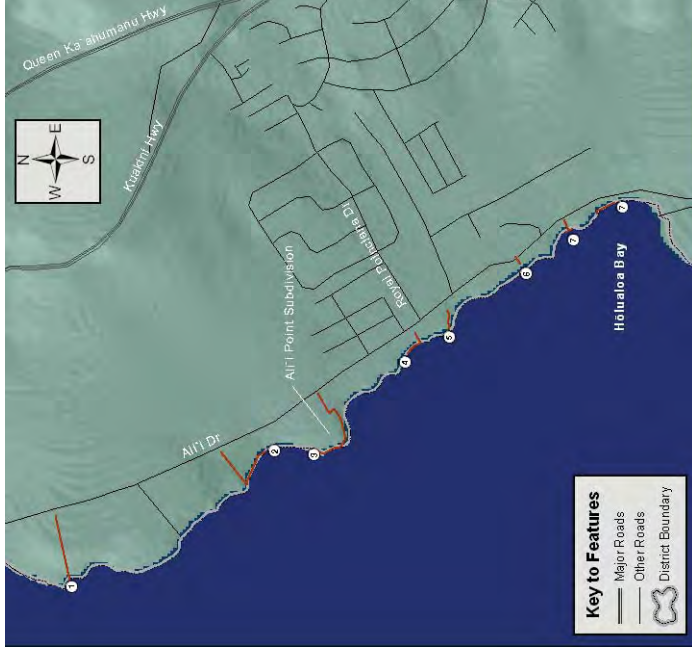 Queen Ka`ahumanu Hwy
Kuakini Hwy
N
W E
S
Ali`i Dr
Ali`i Point Subdivision
Royal Poinciana Dr
1
2
3
4
5
6
7
7
Hōlualoa Bay
Key to Features
Major Roads
Other Roads
District Boundary